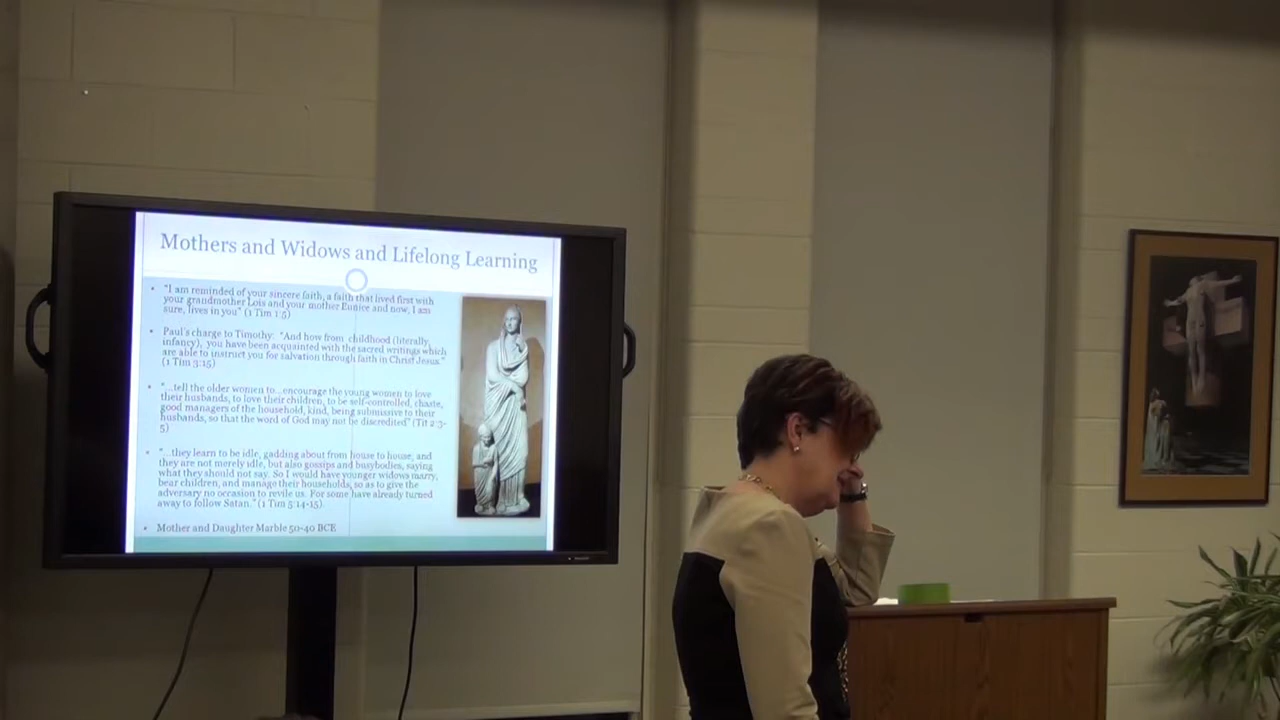 Mothers and Widows and Lifelong Learning
• "I am reminded of your sincere faith, a faith that lived first with
your grandmother Lois and your mother Eunice and now, I am
sure, lives in you" (1 Tim 1:5)
• Paul's charge to Timothy: "And how from childhood (literally,
infancy), you have been acquainted with the sacred writings which
are able to instruct you for salvation through faith in Christ Jesus."
(1 Tim 3:15)
• "…tell the older women to…encourage the young women to love
their husbands, to love their children, to be self-controlled, chaste,
good managers of the household, kind, being submissive to their
husbands, so that the word of God may not be discredited" (Tit 2:3-
5)
• "…they learn to be idle, gadding about from house to house, and
they are not merely idle, but also gossips and busybodies, saying
what they should not say. So I would have younger widows marry,
bear children, and manage their households, so as to give the
adversary no occasion to revile us. For some have already turned
away to follow Satan." (1 Tim 5:14-15)
• Mother and Daughter Marble 50-40 BCE